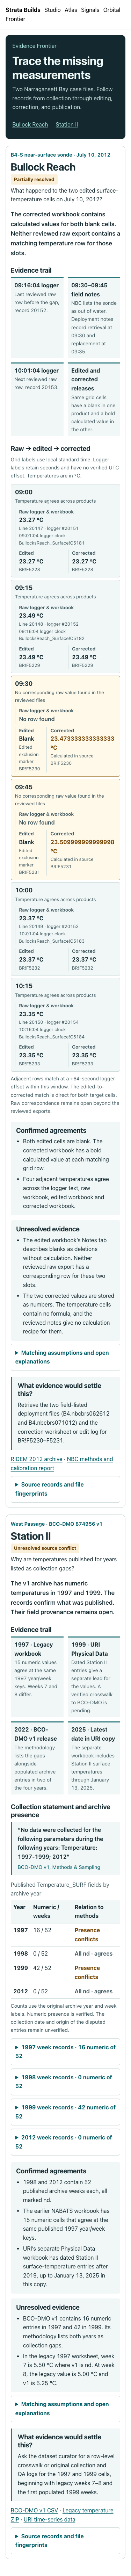 Strata Builds Studio Atlas Signals Orbital
Frontier
Evidence Frontier
Trace the missing
measurements
Two Narragansett Bay case files. Follow
records from collection through editing,
correction, and publication.
Bullock Reach Station II
B4-S near-surface sonde · July 10, 2012
Bullock Reach
Partially resolved
What happened to the two edited surface-
temperature cells on July 10, 2012?
The corrected workbook contains
calculated values for both blank cells.
Neither reviewed raw export contains a
matching temperature row for those
slots.
Evidence trail
09:16:04 logger
Last reviewed raw
row before the gap,
record 20152.
09:30–09:45
field notes
NBC lists the sonde
as out of water.
Deployment notes
record retrieval at
09:30 and
replacement at
09:35.
10:01:04 logger
Next reviewed raw
row, record 20153.
Edited and
corrected
releases
Same grid cells
have a blank in one
product and a bold
calculated value in
the other.
Raw → edited → corrected
Grid labels use local standard time. Logger
labels retain seconds and have no verified UTC
offset. Temperatures are in °C.
09:00
Temperature agrees across products
Raw logger & workbook
23.27 ºC
Line 20147 · logger #20151
09:01:04 logger clock
BullocksReach_Surface!C5181
Edited
23.27 ºC
BRIF5228
Corrected
23.27 ºC
BRIF5228
09:15
Temperature agrees across products
Raw logger & workbook
23.49 ºC
Line 20148 · logger #20152
09:16:04 logger clock
BullocksReach_Surface!C5182
Edited
23.49 ºC
BRIF5229
Corrected
23.49 ºC
BRIF5229
09:30
No corresponding raw value found in the
reviewed files
Raw logger & workbook
No row found
Edited
Blank
Edited
exclusion
marker
BRIF5230
Corrected
23.473333333333333
ºC
Calculated in source
BRIF5230
09:45
No corresponding raw value found in the
reviewed files
Raw logger & workbook
No row found
Edited
Blank
Edited
exclusion
marker
BRIF5231
Corrected
23.509999999999998
ºC
Calculated in source
BRIF5231
10:00
Temperature agrees across products
Raw logger & workbook
23.37 ºC
Line 20149 · logger #20153
10:01:04 logger clock
BullocksReach_Surface!C5183
Edited
23.37 ºC
BRIF5232
Corrected
23.37 ºC
BRIF5232
10:15
Temperature agrees across products
Raw logger & workbook
23.35 ºC
Line 20150 · logger #20154
10:16:04 logger clock
BullocksReach_Surface!C5184
Edited
23.35 ºC
BRIF5233
Corrected
23.35 ºC
BRIF5233
Adjacent rows match at a +64-second logger
offset within this window. The edited-to-
corrected match is direct for both target cells.
Raw correspondence remains open beyond the
reviewed exports.
Confirmed agreements
• Both edited cells are blank. The
corrected workbook has a bold
calculated value at each matching
grid row.
• Four adjacent temperatures agree
across the logger text, raw
workbook, edited workbook and
corrected workbook.
Unresolved evidence
• The edited workbook's Notes tab
describes blanks as deletions
without calculation. Neither
reviewed raw export has a
corresponding row for these two
slots.
• The two corrected values are stored
as numbers. The temperature cells
contain no formula, and the
reviewed notes give no calculation
recipe for them.
▶ Matching assumptions and open
explanations
What evidence would settle
this?
Retrieve the two field-listed
deployment files (B4.nbcbrs062612
and B4.nbcbrs071012) and the
correction worksheet or edit log for
BRIF5230–F5231.
RIDEM 2012 archive · NBC methods and
calibration report
▶ Source records and file
fingerprints
West Passage · BCO-DMO 874956 v1
Station II
Unresolved source conflict
Why are temperatures published for years
listed as collection gaps?
The v1 archive has numeric
temperatures in 1997 and 1999. The
records confirm what was published.
Their field provenance remains open.
Evidence trail
1997 · Legacy
workbook
15 numeric values
agree at the same
1997 year/week
keys. Weeks 7 and
8 differ.
1999 · URI
Physical Data
Dated Station II
entries give a
separate lead for
the values. A
verified crosswalk
to BCO-DMO is
pending.
2022 · BCO-
DMO v1 release
The methodology
lists the gaps
alongside
populated archive
entries in two of
the four years.
2025 · Latest
date in URI copy
The separate
workbook includes
Station II surface
temperatures
through January
13, 2025.
Collection statement and archive
presence
“No data were collected for the
following parameters during the
following years: Temperature:
1997-1999; 2012”
BCO-DMO v1, Methods & Sampling
Published Temperature_SURF fields by
archive year
Year Numeric / weeks Relation to methods
1997 16 / 52 Presence conflicts
1998 0 / 52 All nd - agrees
1999 42 / 52 Presence conflicts
2012 0 / 52 All nd - agrees
Counts use the original archive year and week
labels. Numeric presence is verified. The
collection date and origin of the disputed
entries remain unverified.
▶ 1997 week records · 16 numeric of
52
▶ 1998 week records · 0 numeric of
52
▶ 1999 week records · 42 numeric of
52
▶ 2012 week records · 0 numeric of
52
Confirmed agreements
• 1998 and 2012 contain 52
published archive weeks each, all
marked nd.
• The earlier NABATS workbook has
15 numeric cells that agree at the
same published 1997 year/week
keys.
• URI's separate Physical Data
workbook has dated Station II
surface-temperature entries after
2019, up to January 13, 2025 in
this copy.
Unresolved evidence
• BCO-DMO v1 contains 16 numeric
entries in 1997 and 42 in 1999. Its
methodology lists both years as
collection gaps.
• In the legacy 1997 worksheet, week
7 is 5.50 °C where v1 is nd. At week
8, the legacy value is 5.00 °C and
v1 is 5.25 °C.
▶ Matching assumptions and open
explanations
What evidence would settle
this?
Ask the dataset curator for a row-level
crosswalk or original collection and
QA logs for the 1997 and 1999 cells,
beginning with legacy weeks 7–8 and
the first populated 1999 weeks.
BCO-DMO v1 CSV · Legacy temperature
ZIP · URI time-series data
▶ Source records and file
fingerprints